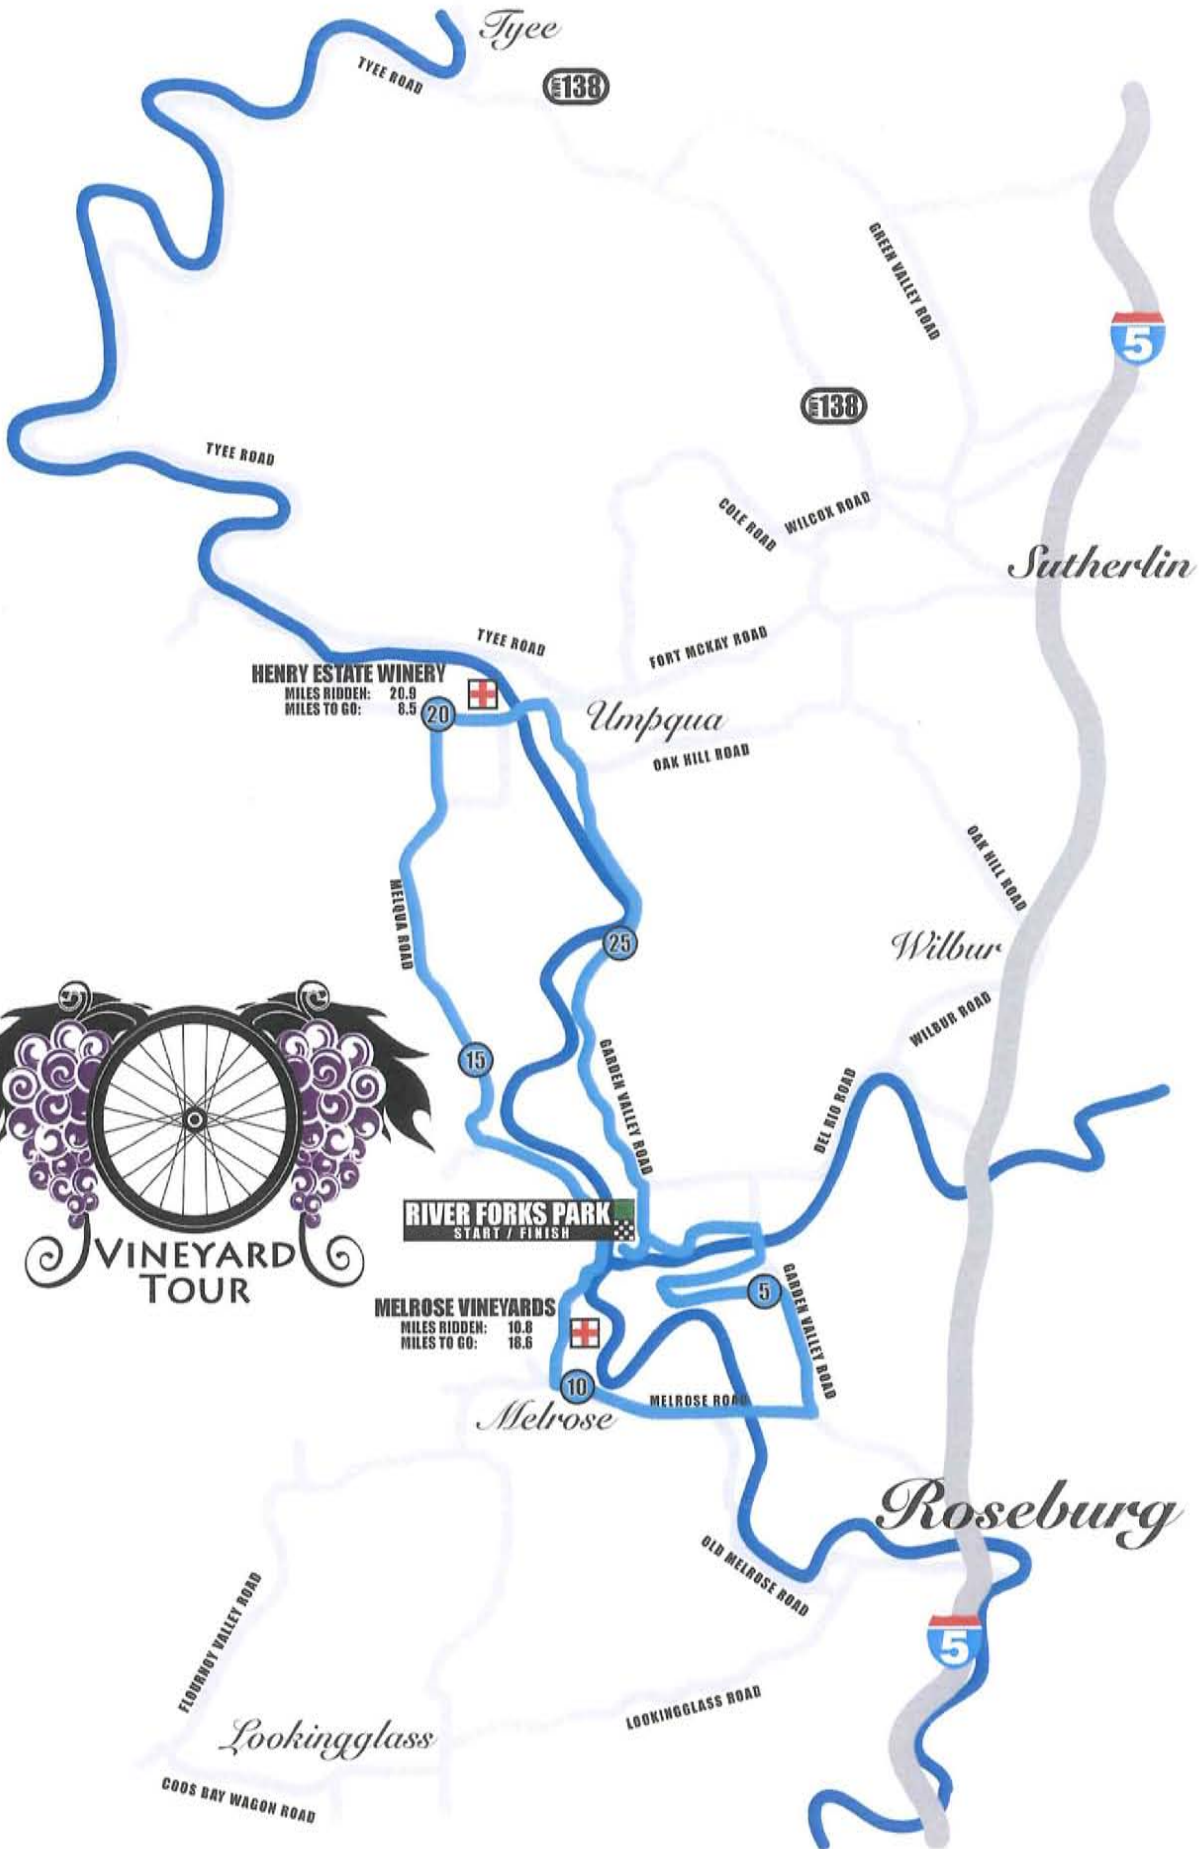 Tyee
TYEE ROAD
HWY 138
GREEN VALLEY ROAD
5
HWY 138
TYEE ROAD
COLE ROAD
WILCOX ROAD
Sutherlin
TYEE ROAD
FORT MCKAY ROAD
HENRY ESTATE WINERY
MILES RIDDEN: 20.9
MILES TO GO: 8.5
20
Umpqua
OAK HILL ROAD
OAK HILL ROAD
MELQUA ROAD
25
Wilbur
WILBUR ROAD
15
GARDEN VALLEY ROAD
DEL RIO ROAD
VINEYARD
TOUR
RIVER FORKS PARK
START / FINISH
5
GARDEN VALLEY ROAD
MELROSE VINEYARDS
MILES RIDDEN: 10.8
MILES TO GO: 18.6
10
MELROSE ROAD
Melrose
Roseburg
OLD MELROSE ROAD
FLOURNOY VALLEY ROAD
5
LOOKINGGLASS ROAD
Lookingglass
COOS BAY WAGON ROAD